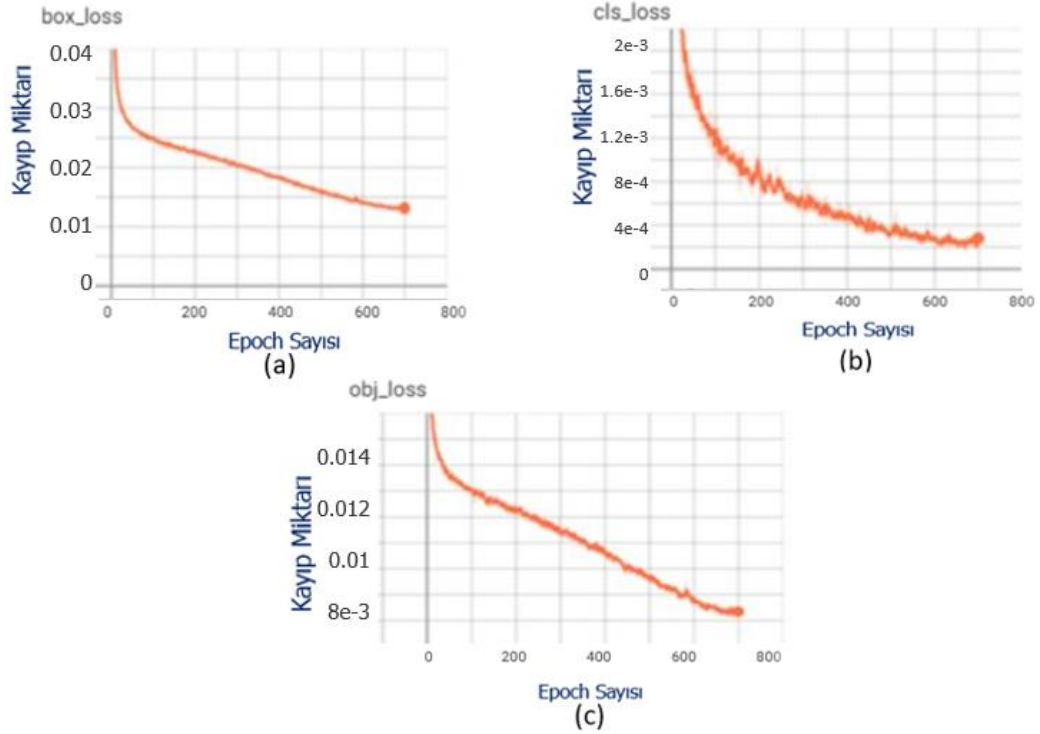 box_loss
0.04
0.03
0.02
0.01
0
Kayıp Miktarı
0 200 400 600 800
Epoch Sayısı
(a)
cls_loss
2e-3
1.6e-3
1.2e-3
8e-4
4e-4
0
Kayıp Miktarı
0 200 400 600 800
Epoch Sayısı
(b)
obj_loss
0.014
0.012
0.01
8e-3
Kayıp Miktarı
0 200 400 600 800
Epoch Sayısı
(c)